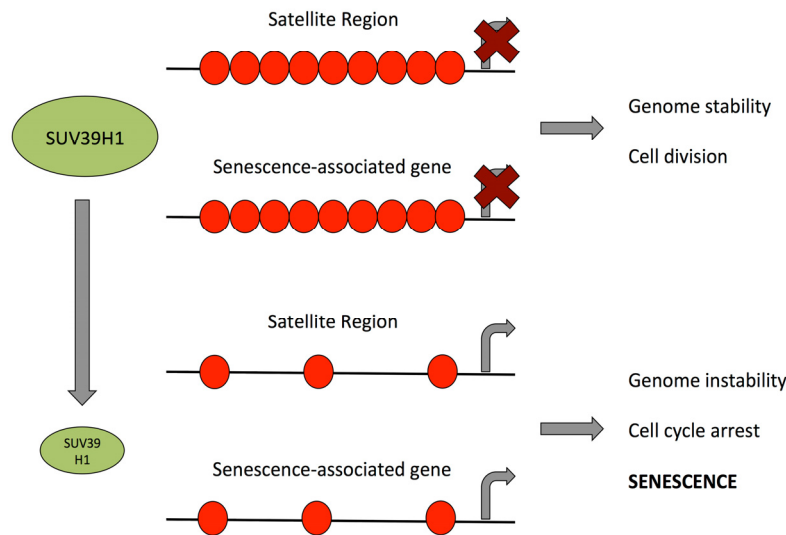 Satellite Region
SUV39H1
Genome stability
Cell division
Senescence-associated gene
Satellite Region
Genome instability
Cell cycle arrest
SUV39
H1
Senescence-associated gene
SENESCENCE